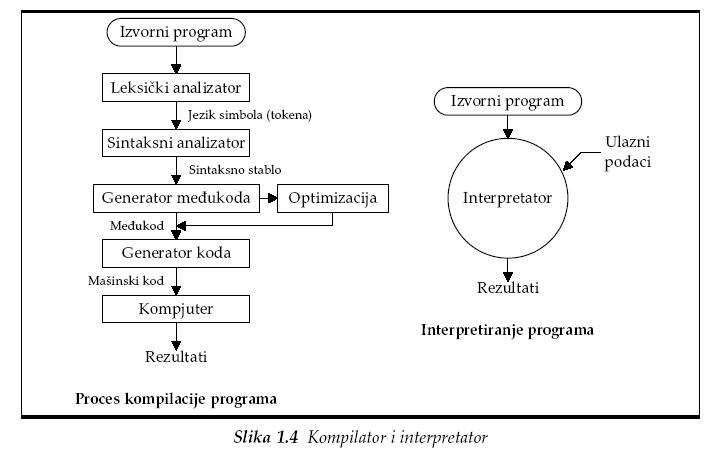 Izvorni program
Leksički analizator
Jezik simbola (tokena)
Sintaksni analizator
Sintaksno stablo
Generator međukoda
Optimizacija
Međukod
Generator koda
Mašinski kod
Kompjuter
Rezultati
Proces kompilacije programa
Izvorni program
Ulazni
podaci
Interpretator
Rezultati
Interpretiranje programa
Slika 1.4 Kompilator i interpretator